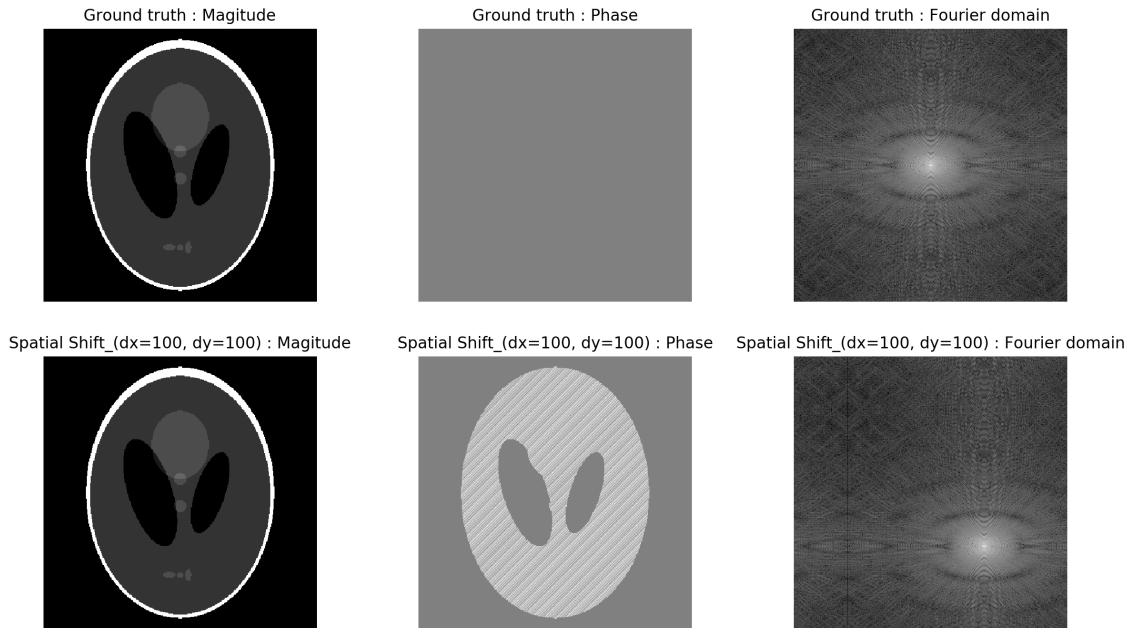 Ground truth : Magitude
Ground truth : Phase
Ground truth : Fourier domain
Spatial Shift_(dx=100, dy=100) : Magitude
Spatial Shift_(dx=100, dy=100) : Phase
Spatial Shift_(dx=100, dy=100) : Fourier domain